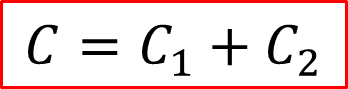 C = C₁ + C₂